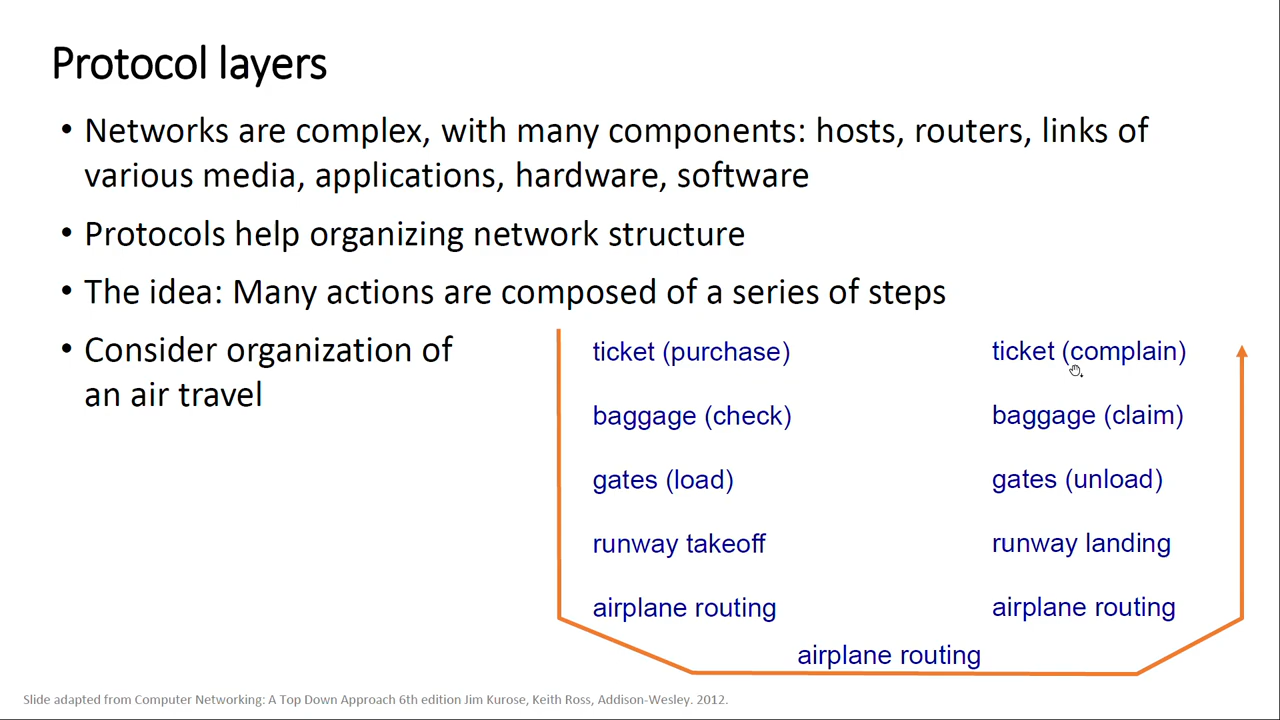 Protocol layers
• Networks are complex, with many components: hosts, routers, links of
various media, applications, hardware, software
• Protocols help organizing network structure
• The idea: Many actions are composed of a series of steps
• Consider organization of
an air travel
ticket (purchase)
baggage (check)
gates (load)
runway takeoff
airplane routing
airplane routing
ticket (complain)
baggage (claim)
gates (unload)
runway landing
airplane routing
Slide adapted from Computer Networking: A Top Down Approach 6th edition Jim Kurose, Keith Ross, Addison-Wesley. 2012.